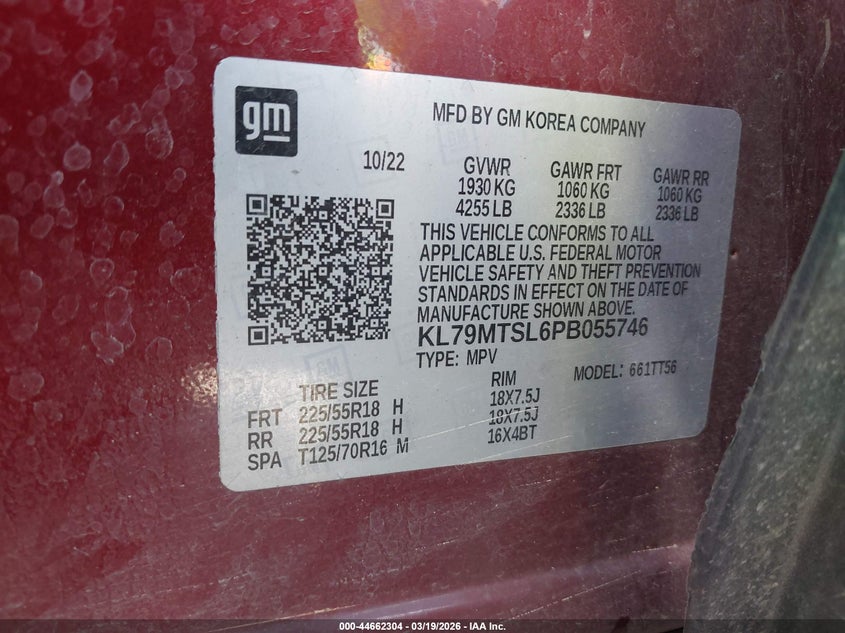 gm
MFD BY GM KOREA COMPANY
10/22
GVWR GAWR FRT GAWR RR
1930 KG 1060 KG 1060 KG
4255 LB 2336 LB 2336 LB
THIS VEHICLE CONFORMS TO ALL
APPLICABLE U.S. FEDERAL MOTOR
VEHICLE SAFETY AND THEFT PREVENTION
STANDARDS IN EFFECT ON THE DATE OF
MANUFACTURE SHOWN ABOVE.
KL79MTSL6PB055746
TYPE: MPV MODEL: 661TT56
TIRE SIZE RIM
FRT 225/55R18 H 18X7.5J
RR 225/55R18 H 18X7.5J
SPA T125/70R16 M 16X4BT
000-44662304 | 03/19/2026 - IAA Inc.